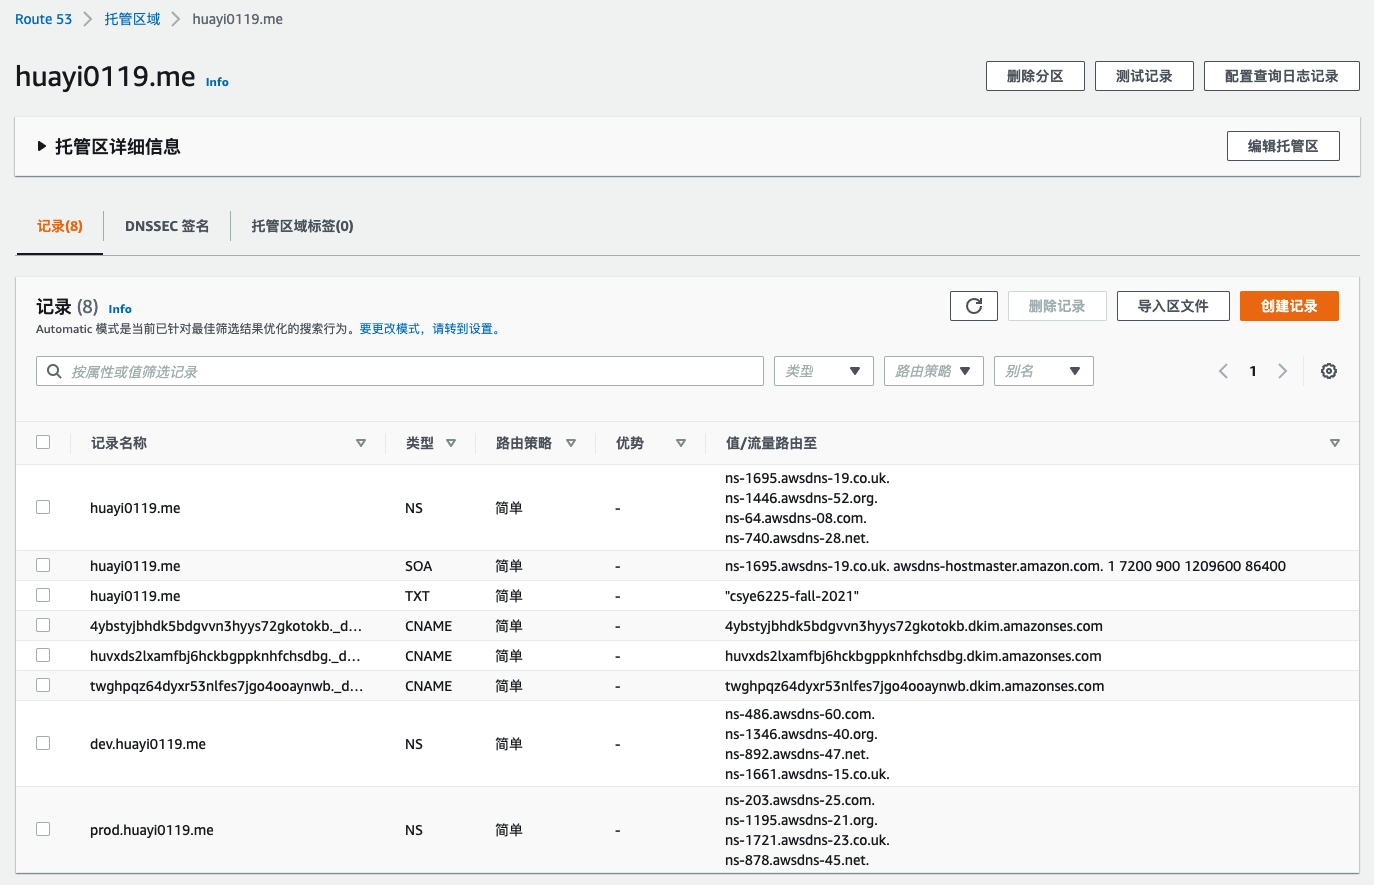 Route 53 > 托管区域 > huayi0119.me
huayi0119.me Info
删除分区 测试记录 配置查询日志记录
托管区详细信息 编辑托管区
记录(8) DNSSEC 签名 托管区域标签(0)
记录 (8) Info
删除记录 导入区文件 创建记录
Automatic 模式是当前已针对最佳筛选结果优化的搜索行为。要更改模式，请转到设置。
按属性或值筛选记录 类型 路由策略 别名 1
记录名称 类型 路由策略 优势 值/流量路由至
huayi0119.me NS 简单 - ns-1695.awsdns-19.co.uk.
ns-1446.awsdns-52.org.
ns-64.awsdns-08.com.
ns-740.awsdns-28.net.
huayi0119.me SOA 简单 - ns-1695.awsdns-19.co.uk. awsdns-hostmaster.amazon.com. 1 7200 900 1209600 86400
huayi0119.me TXT 简单 - "csye6225-fall-2021"
4ybstyjbhdk5bdgvvn3hyys72gkotokb._d... CNAME 简单 - 4ybstyjbhdk5bdgvvn3hyys72gkotokb.dkim.amazonses.com
huvxds2lxamfbj6hckbgppknhfchsdbg._d... CNAME 简单 - huvxds2lxamfbj6hckbgppknhfchsdbg.dkim.amazonses.com
twghpqz64dyxr53nlfes7jgo4ooaynwb._d... CNAME 简单 - twghpqz64dyxr53nlfes7jgo4ooaynwb.dkim.amazonses.com
dev.huayi0119.me NS 简单 - ns-486.awsdns-60.com.
ns-1346.awsdns-40.org.
ns-892.awsdns-47.net.
ns-1661.awsdns-15.co.uk.
prod.huayi0119.me NS 简单 - ns-203.awsdns-25.com.
ns-1195.awsdns-21.org.
ns-1721.awsdns-23.co.uk.
ns-878.awsdns-45.net.